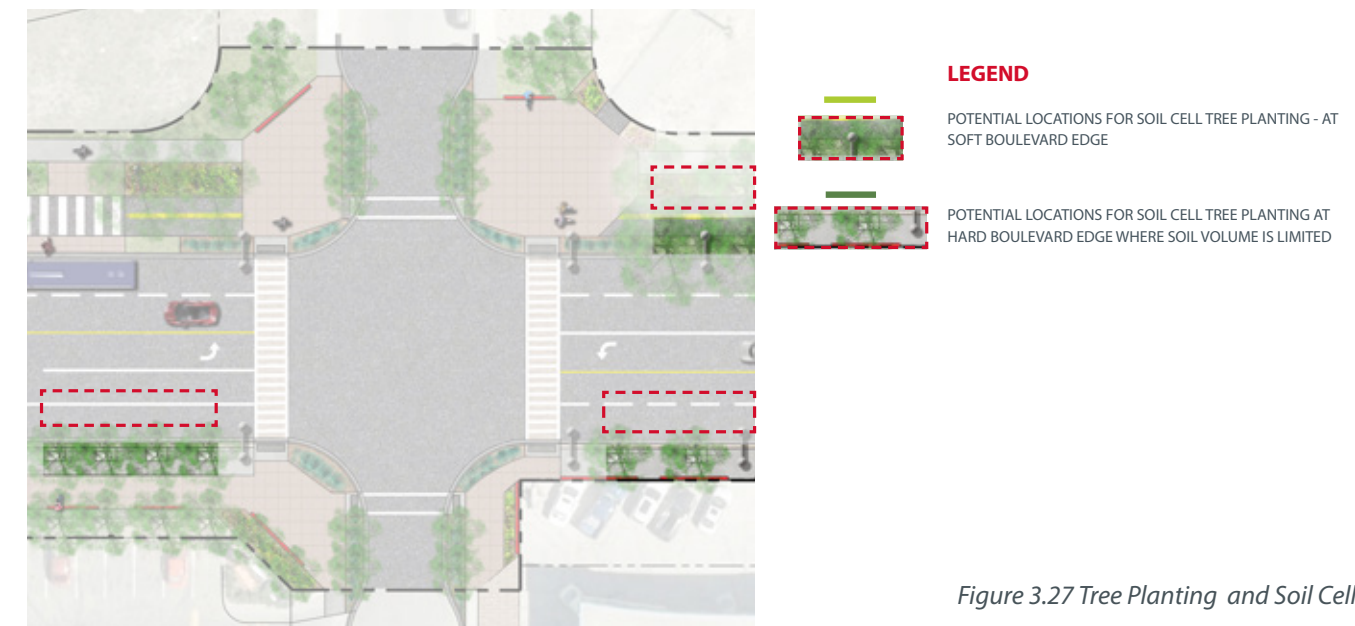 LEGEND
POTENTIAL LOCATIONS FOR SOIL CELL TREE PLANTING - AT
SOFT BOULEVARD EDGE
POTENTIAL LOCATIONS FOR SOIL CELL TREE PLANTING AT
HARD BOULEVARD EDGE WHERE SOIL VOLUME IS LIMITED
Figure 3.27 Tree Planting and Soil Cell